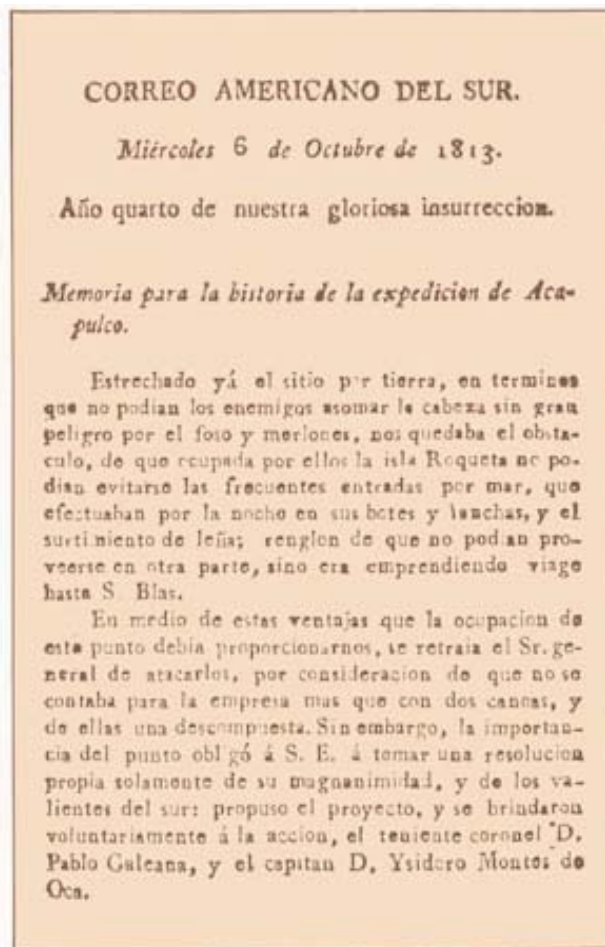 CORREO AMERICANO DEL SUR.
Miércoles 6 de Octubre de 1813.
Año quarto de nuestra gloriosa insurreccion.
Memoria para la historia de la expedicion de Aca-
pulco.
Estrechado yá el sitio por tierra, en terminos
que no podian los enemigos asomar la cabeza sin gran
peligro por el foso y merlones, nos quedaba el obsta-
culo, de que ocupada por ellos la isla Roqueta no po-
dian evitarse las frecuentes entradas por mar, que
efectuaban por la noche en sus botes y lanchas, y el
surtimiento de leña; renglon de que no podian pro-
veerse en otra parte, sino era emprendiendo viage
hasta S. Blas.
En medio de estas ventajas que la ocupacion de
este punto debia proporcionarnos, se retraia el Sr. ge-
neral de atacarlos, por consideracion de que no se
contaba para la empresa mas que con dos canoas, y
de ellas una descompuesta. Sin embargo, la importan-
cia del punto obligó á S. E. á tomar una resolucion
propia solamente de su magnanimidad, y de los va-
lientes del sur: propuso el proyecto, y se brindaron
voluntariamente á la accion, el teniente coronel D.
Pablo Galeana, y el capitan D. Ysidoro Montes de
Oca.